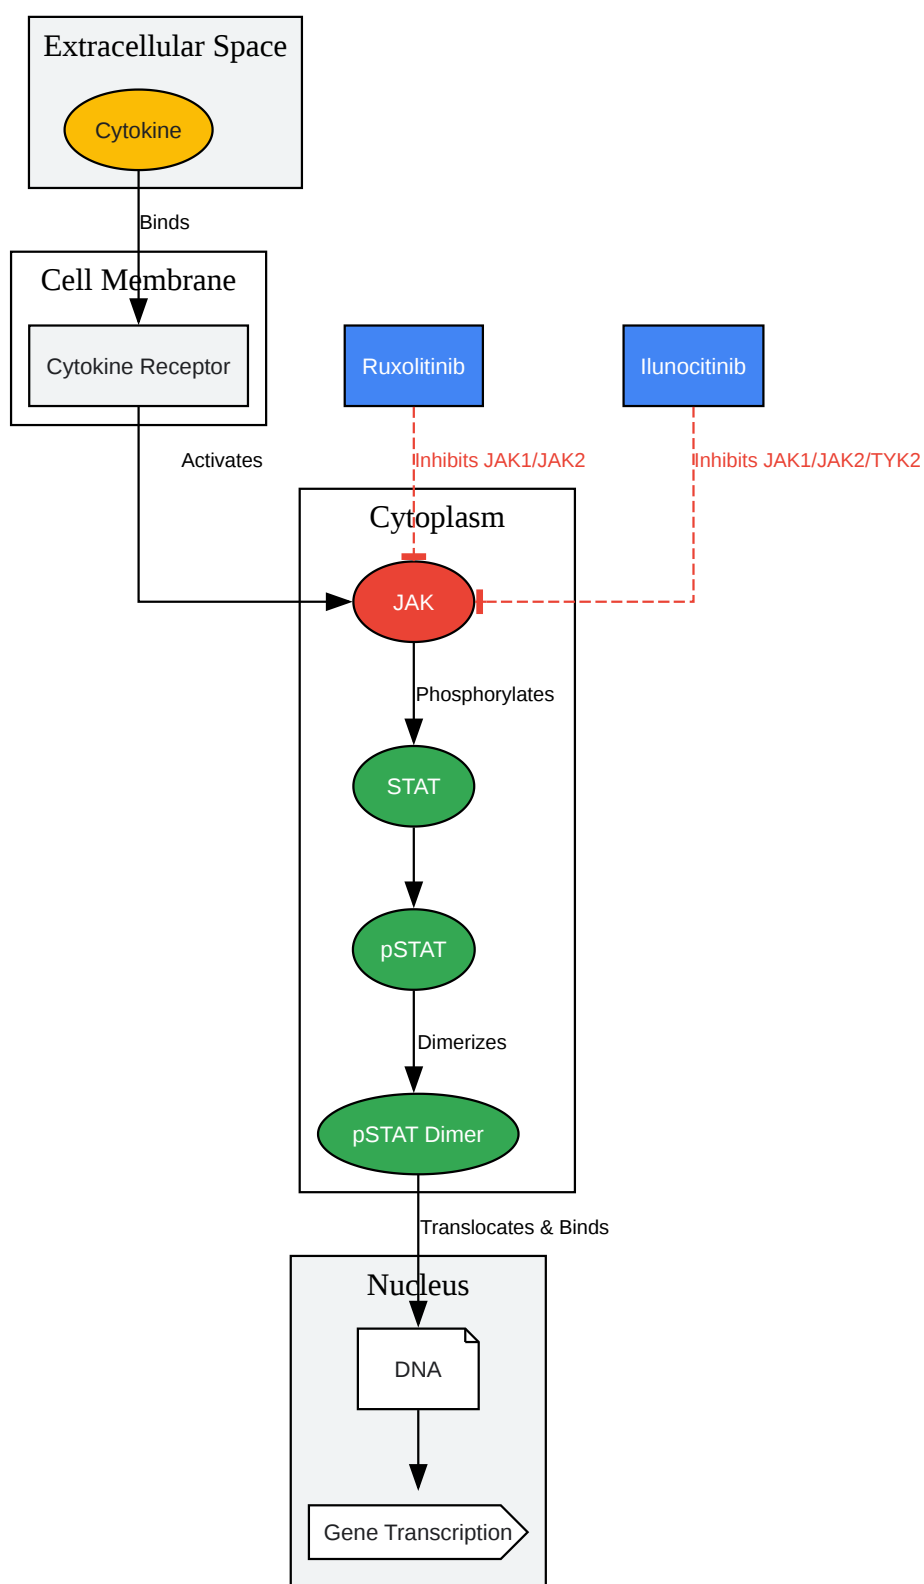 Extracellular Space
Cytokine
Binds
Cell Membrane
Cytokine Receptor
Ruxolitinib
Ilunocitinib
Activates
Inhibits JAK1/JAK2
Inhibits JAK1/JAK2/TYK2
Cytoplasm
JAK
Phosphorylates
STAT
pSTAT
Dimerizes
pSTAT Dimer
Translocates & Binds
Nucleus
DNA
Gene Transcription